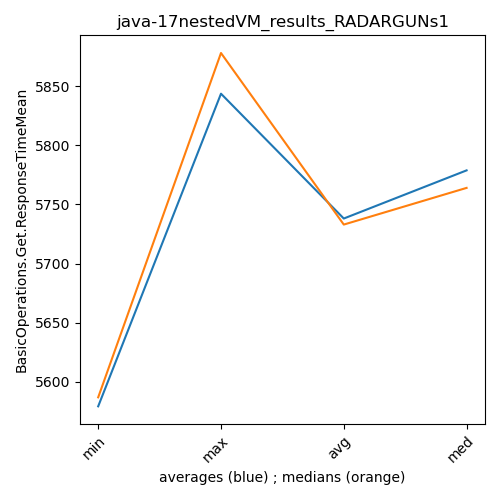 java-17nestedVM_results_RADARGUNs1
BasicOperations.Get.ResponseTimeMean
5850
5800
5750
5700
5650
5600
min
max
avg
med
averages (blue) ; medians (orange)